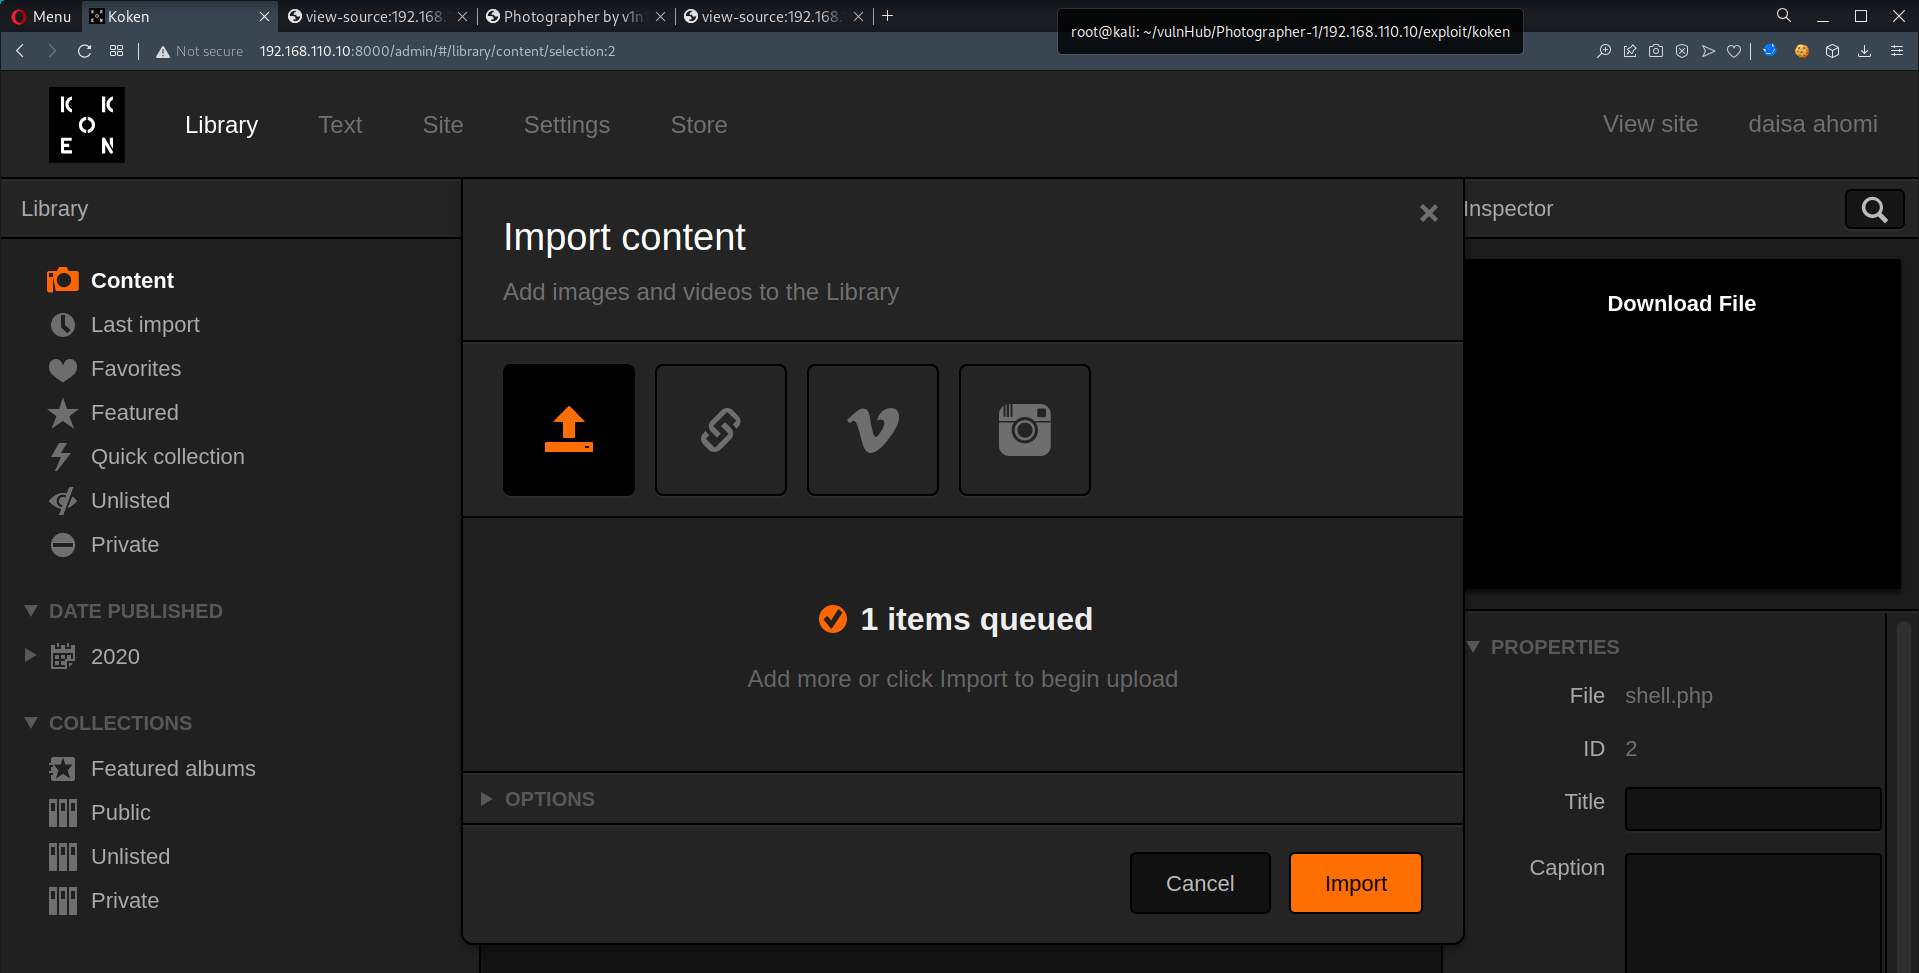 Menu
Koken
view-source:192.168.
Photographer by v1n1
view-source:192.168.
root@kali: ~/vulnHub/Photographer-1/192.168.110.10/exploit/koken
Not secure
192.168.110.10:8000/admin/#/library/content/selection:2
K K O E N
Library
Text
Site
Settings
Store
View site
daisa ahomi
Library
Content
Last import
Favorites
Featured
Quick collection
Unlisted
Private
DATE PUBLISHED
2020
COLLECTIONS
Featured albums
Public
Unlisted
Private
Import content
Add images and videos to the Library
1 items queued
Add more or click Import to begin upload
OPTIONS
Cancel
Import
Inspector
Download File
PROPERTIES
File shell.php
ID 2
Title
Caption